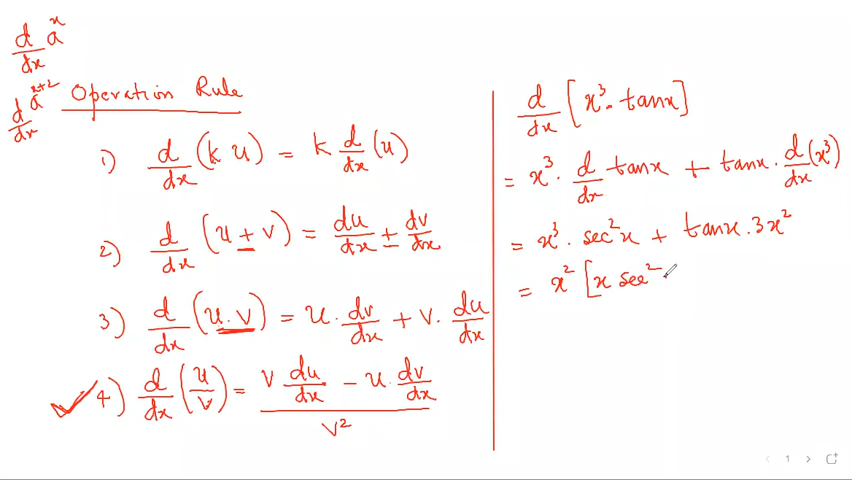 d/dx a^x
d/dx a^(x+2)
Operation Rule
1) d/dx (k u) = k d/dx (u)
2) d/dx (u + v) = du/dx + dv/dx
3) d/dx (u . v) = u . dv/dx + v . du/dx
4) d/dx (u/v) = (v du/dx - u . dv/dx) / v²
d/dx [x³ . tanx]
= x³ . d/dx tanx + tanx . d/dx (x³)
= x³ . sec²x + tanx . 3x²
= x² [x sec²
1